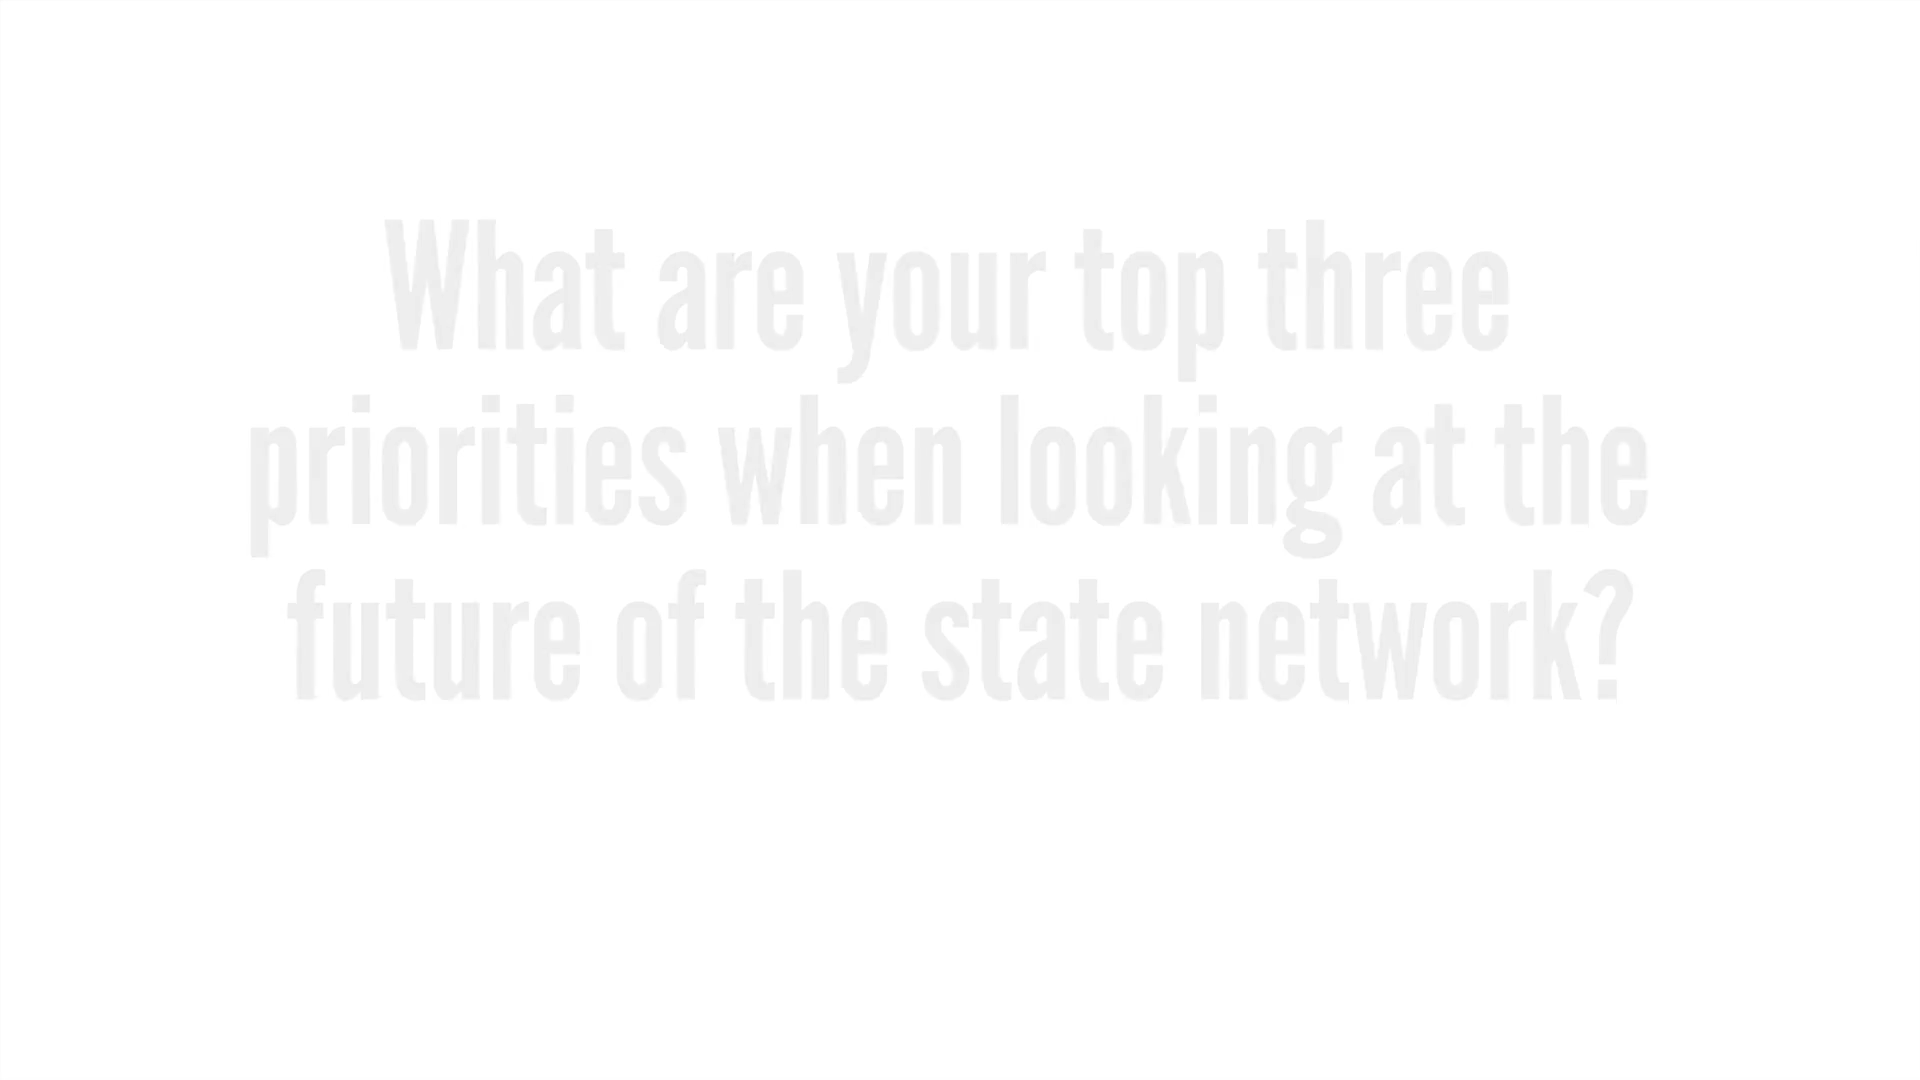 What are your top three
priorities when looking at the
future of the state network?